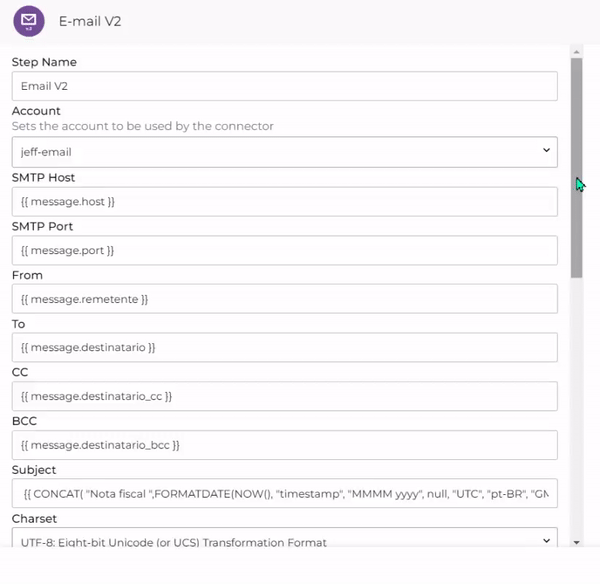 v.2
E-mail V2
Step Name
Email V2
Account
Sets the account to be used by the connector
jeff-email
SMTP Host
{{ message.host }}
SMTP Port
{{ message.port }}
From
{{ message.remetente }}
To
{{ message.destinatario }}
CC
{{ message.destinatario_cc }}
BCC
{{ message.destinatario_bcc }}
Subject
{{ CONCAT( "Nota fiscal ",FORMATDATE(NOW(), "timestamp", "MMMM yyyy", null, "UTC", "pt-BR", "GM
Charset
UTF-8: Eight-bit Unicode (or UCS) Transformation Format